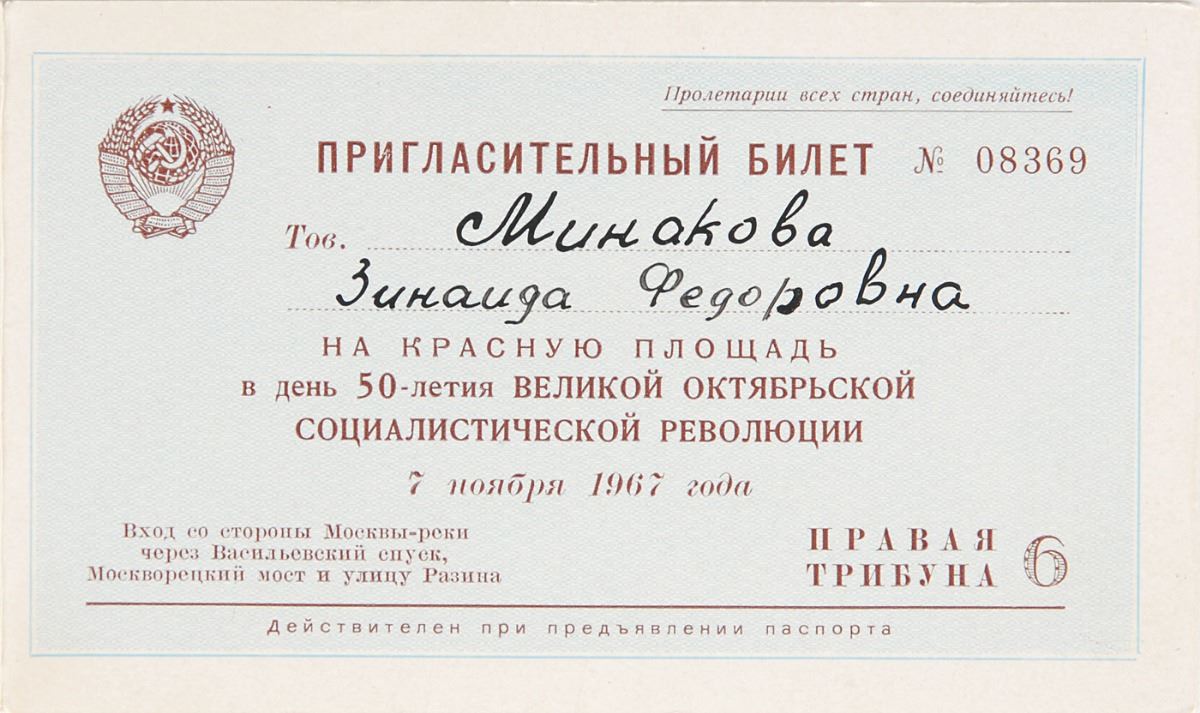 Пролетарии всех стран, соединяйтесь!
ПРИГЛАСИТЕЛЬНЫЙ БИЛЕТ № 08369
Тов. Минакова
Зинаида Федоровна
НА КРАСНУЮ ПЛОЩАДЬ
в день 50-летия ВЕЛИКОЙ ОКТЯБРЬСКОЙ
СОЦИАЛИСТИЧЕСКОЙ РЕВОЛЮЦИИ
7 ноября 1967 года
Вход со стороны Москвы-реки
через Васильевский спуск,
Москворецкий мост и улицу Разина
ПРАВАЯ
ТРИБУНА 6
Действителен при предъявлении паспорта